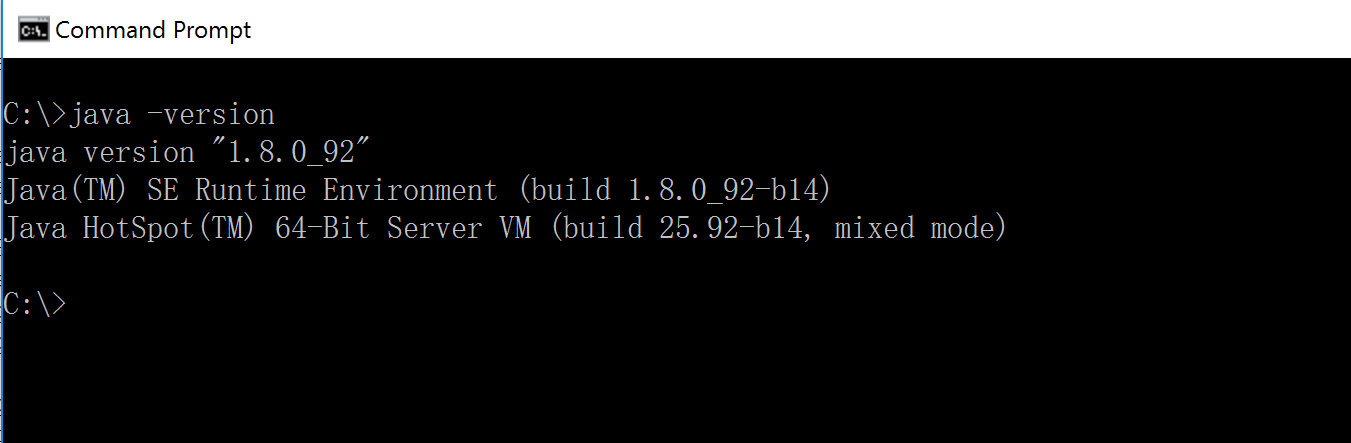 Command Prompt
C:\>java -version
java version "1.8.0_92"
Java(TM) SE Runtime Environment (build 1.8.0_92-b14)
Java HotSpot(TM) 64-Bit Server VM (build 25.92-b14, mixed mode)
C:\>